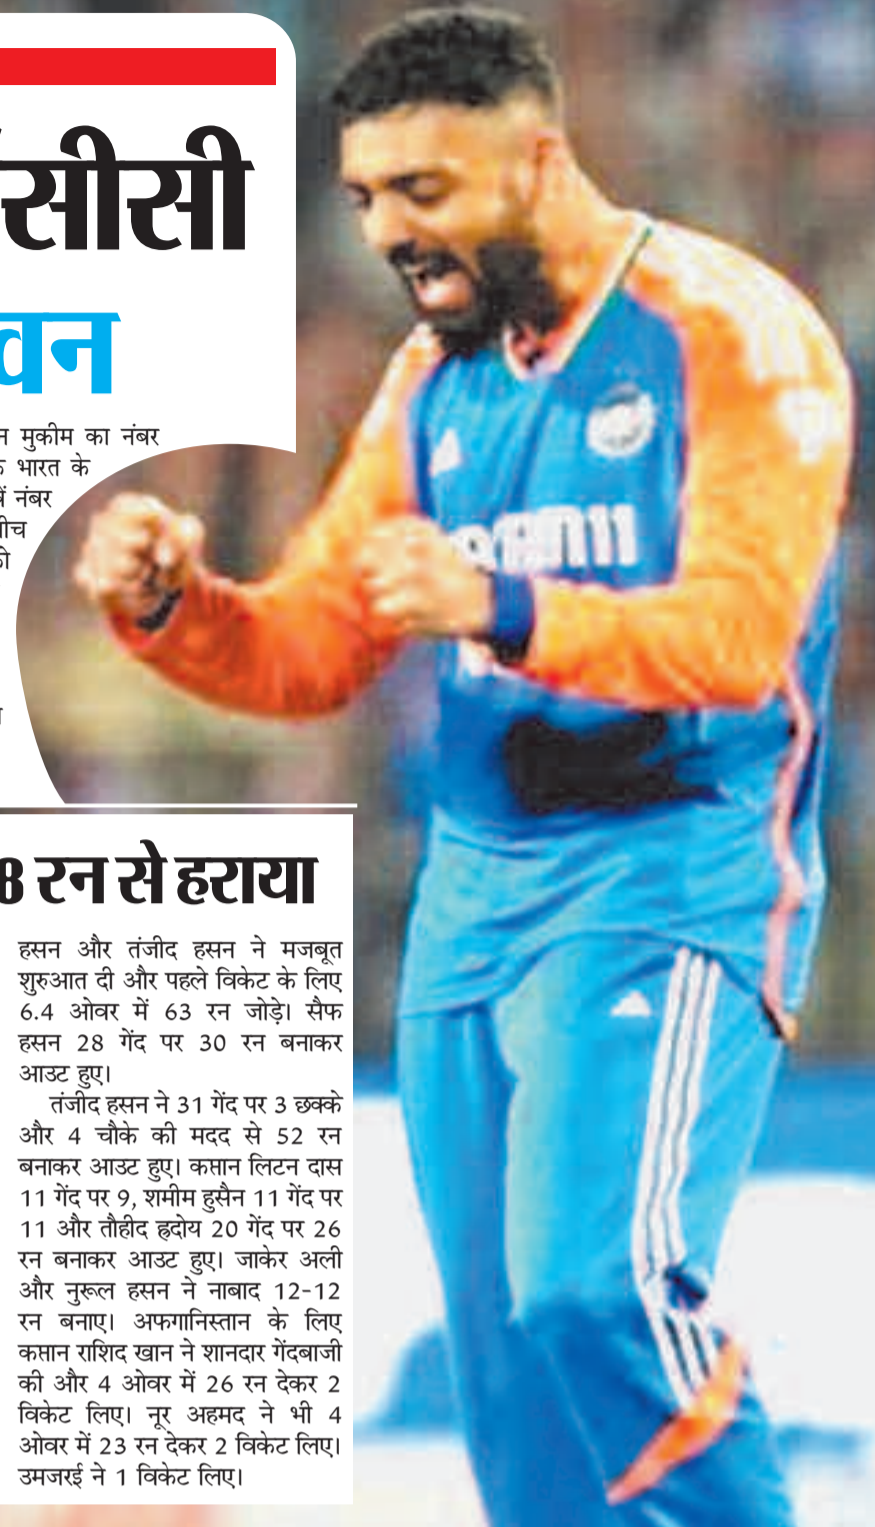 सीसी
वन
मुकीम का नंबर
भारत के
नंबर
8 रन से हराया
हसन और तंजीद हसन ने मजबूत
शुरुआत दी और पहले विकेट के लिए
6.4 ओवर में 63 रन जोड़े। सैफ
हसन 28 गेंद पर 30 रन बनाकर
आउट हुए।
तंजीद हसन ने 31 गेंद पर 3 छक्के
और 4 चौके की मदद से 52 रन
बनाकर आउट हुए। कप्तान लिटन दास
11 गेंद पर 9, शमीम हुसैन 11 गेंद पर
11 और तौहीद ह्रदोय 20 गेंद पर 26
रन बनाकर आउट हुए। जाकेर अली
और नुरूल हसन ने नाबाद 12-12
रन बनाए। अफगानिस्तान के लिए
कप्तान राशिद खान ने शानदार गेंदबाजी
की और 4 ओवर में 26 रन देकर 2
विकेट लिए। नूर अहमद ने भी 4
ओवर में 23 रन देकर 2 विकेट लिए।
उमजरई ने 1 विकेट लिए।